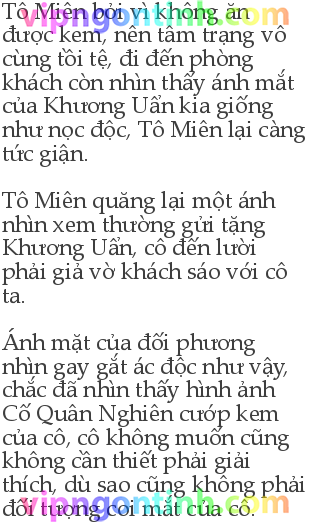 Tô Miên bởi vì không ăn
được kem, nên tâm trạng vô
cùng tồi tệ, đi đến phòng
khách còn nhìn thấy ánh mắt
của Khương Uẩn kia giống
như nọc độc, Tô Miên lại càng
tức giận.
Tô Miên quăng lại một ánh
nhìn xem thường gửi tặng
Khương Uẩn, cô đến lười
phải giả vờ khách sáo với cô
ta.
Ánh mặt của đối phương
nhìn gay gắt ác độc như vậy,
chắc đã nhìn thấy hình ảnh
Cố Quân Nghiên cướp kem
của cô, cô không muốn cũng
không cần thiết phải giải
thích, dù sao cũng không phải
đối tượng coi mắt của cô.
vipngontinh.com
vipngontinh.com
vipngontinh.com